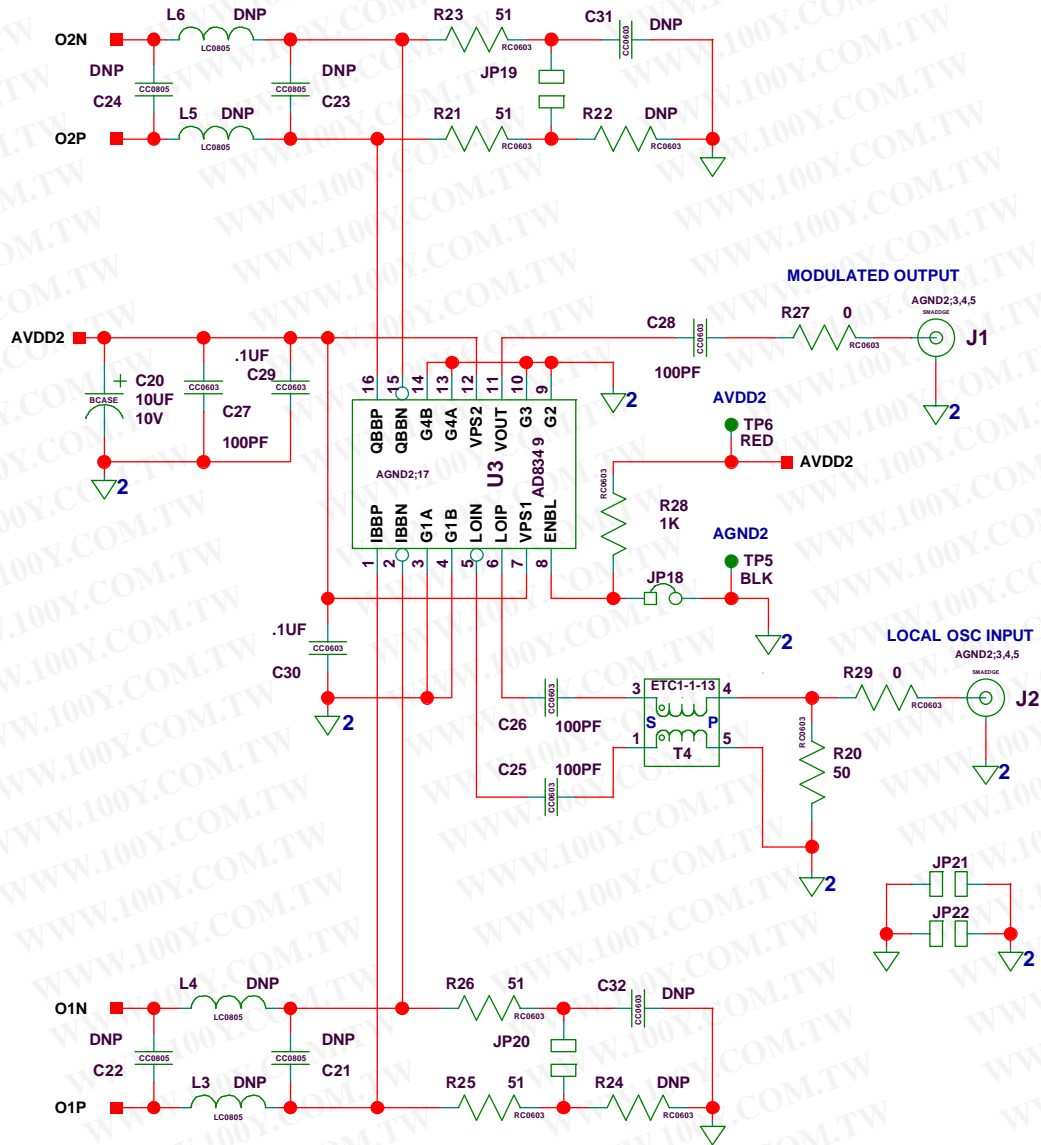 L6 DNP
R23 51
C31
DNP
O2N
LC0805
RC0603
CC0603
DNP
CC0805
C24
DNP
CC0805
C23
JP19
L5 DNP
R21 51
R22 DNP
O2P
LC0805
RC0603
RC0603
MODULATED OUTPUT
AGND2;3,4,5
SMAEDGE
R27 0
J1
RC0603
C28
CC0603
100PF
2
AVDD2
+
C20
10UF
10V
BCASE
CC0603
C27
100PF
.1UF
C29
CC0603
2
16 15 14 13 12 11 10 9
QBBP QBBN G4B G4A VPS2 VOUT G3 G2
2
AGND2;17
U3
AD8349
IBBP IBBN G1A G1B LOIN LOIP VPS1 ENBL
1 2 3 4 5 6 7 8
AVDD2
TP6
RED
AVDD2
RC0603
R28
1K
AGND2
TP5
BLK
JP18
2
.1UF
CC0603
C30
2
LOCAL OSC INPUT
AGND2;3,4,5
SMAEDGE
R29 0
J2
RC0603
2
C26
CC0603
100PF
3 ETC1-1-13 4
S P
1 T4 5
C25
100PF
CC0603
RC0603
R20
50
2
JP21
JP22
2
L4 DNP
R26 51
C32
DNP
O1N
LC0805
RC0603
CC0603
DNP
CC0805
C22
DNP
CC0805
C21
JP20
L3 DNP
R25 51
R24 DNP
O1P
LC0805
RC0603
RC0603
WWW.100Y.COM.TW